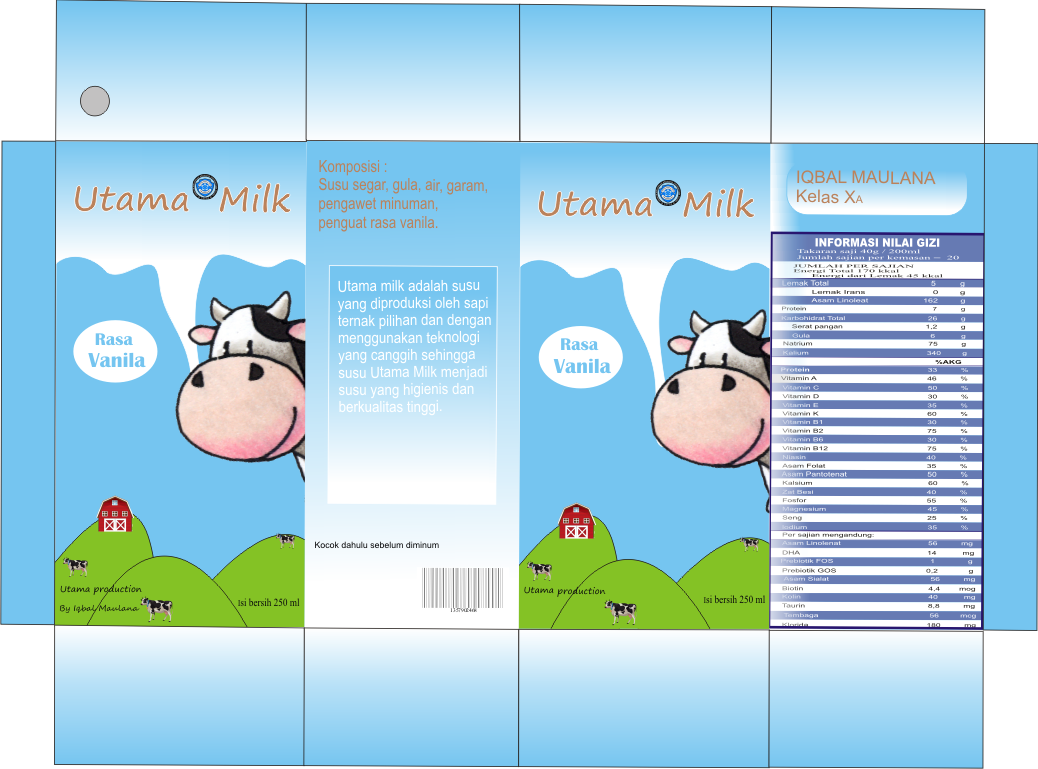 Utama Milk
Rasa
Vanila
Utama production
By Iqbal Maulana
Isi bersih 250 ml
Komposisi :
Susu segar, gula, air, garam,
pengawet minuman,
penguat rasa vanila.
Utama milk adalah susu
yang diproduksi oleh sapi
ternak pilihan dan dengan
menggunakan teknologi
yang canggih sehingga
susu Utama Milk menjadi
susu yang higienis dan
berkualitas tinggi.
Kocok dahulu sebelum diminum
Utama Milk
Rasa
Vanila
Utama production
Isi bersih 250 ml
IQBAL MAULANA
Kelas XA
INFORMASI NILAI GIZI
Takaran saji 40g / 200ml
Jumlah sajian per kemasan = 20
JUMLAH PER SAJIAN
Energi Total 170 kkal
Energi dari Lemak 45 kkal
Lemak Total 5 g
Lemak trans 0 g
Asam Linoleat 162 g
Protein 7 g
Karbohidrat Total 26 g
Serat pangan 1,2 g
Gula 6 g
Natrium 75 g
Kalium 340 g
%AKG
Protein 33 %
Vitamin A 46 %
Vitamin C 50 %
Vitamin D 30 %
Vitamin E 35 %
Vitamin K 60 %
Vitamin B1 30 %
Vitamin B2 75 %
Vitamin B6 30 %
Vitamin B12 75 %
Niasin 40 %
Asam Folat 35 %
Asam Pantotenat 50 %
Kalsium 60 %
Zat Besi 40 %
Fosfor 55 %
Magnesium 45 %
Seng 25 %
Iodium 35 %
Per sajian mengandung:
Asam Linolenat 56 mg
DHA 14 mg
Prebiotik FOS 1 g
Prebiotik GOS 0,2 g
Asam Sialat 56 mg
Biotin 4,4 mcg
Kolin 40 mg
Taurin 8,8 mg
Tembaga 56 mcg
Klorida 180 mg